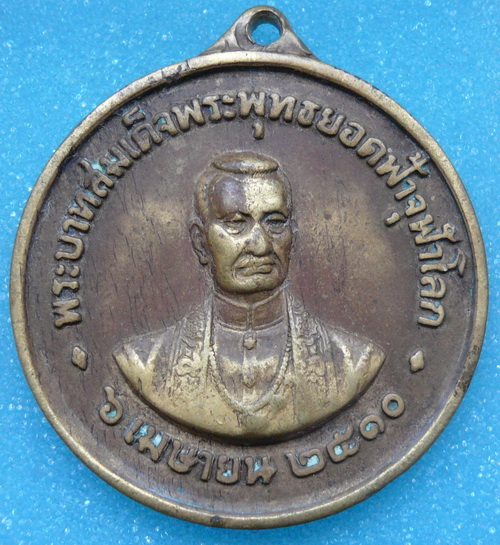 พระบาทสมเด็จพระพุทธยอดฟ้าจุฬาโลก
๖ เมษายน ๒๕๑๐